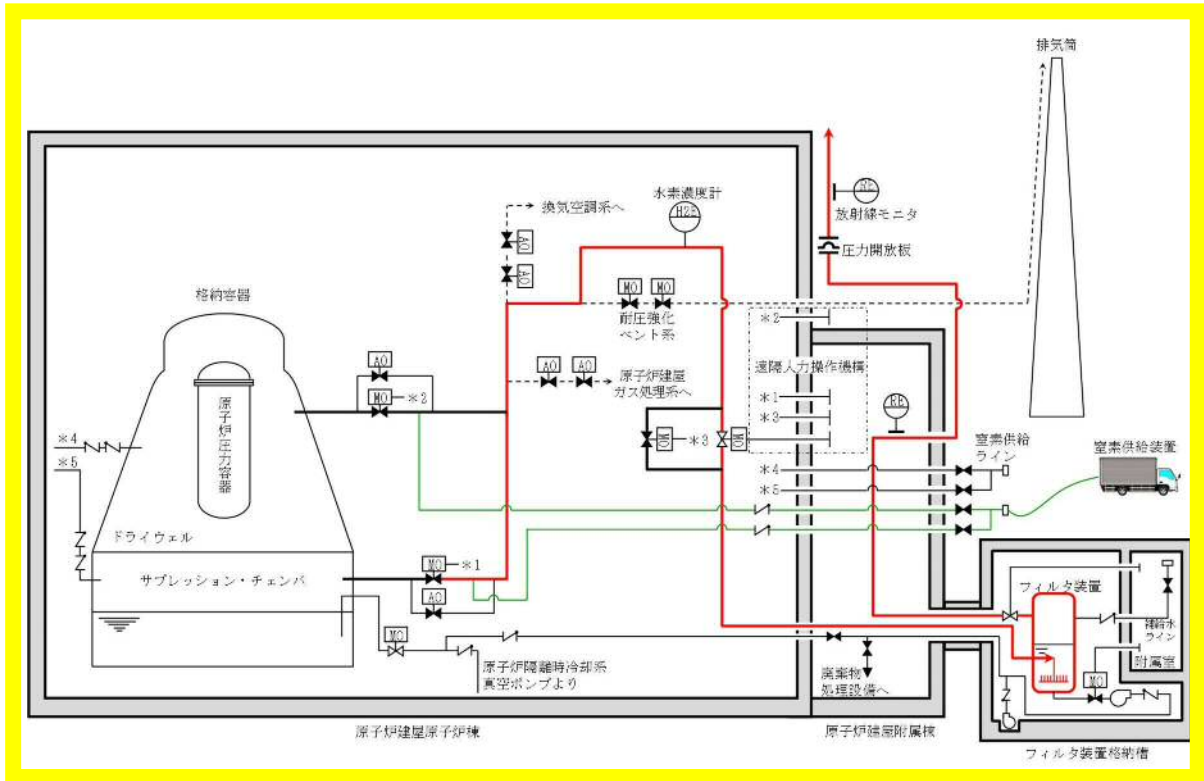 排気筒
水素濃度計
H2E
RE
放射線モニタ
圧力開放板
換気空調系へ
AO
AO
格納容器
MO
MO
耐圧強化
ベント系
*2
遠隔人力操作機構
AO
MO
*2
AO
AO
原子炉建屋
ガス処理系へ
原子炉圧力容器
*1
*3
RE
MO
*3
MO
*4
*5
窒素供給
ライン
窒素供給装置
*4
*5
ドライウェル
サプレッション・チェンバ
MO
*1
AO
フィルタ装置
補給水
ライン
附属室
MO
MO
原子炉隔離時冷却系
真空ポンプより
廃棄物
処理設備へ
原子炉建屋原子炉棟
原子炉建屋附属棟
フィルタ装置格納槽